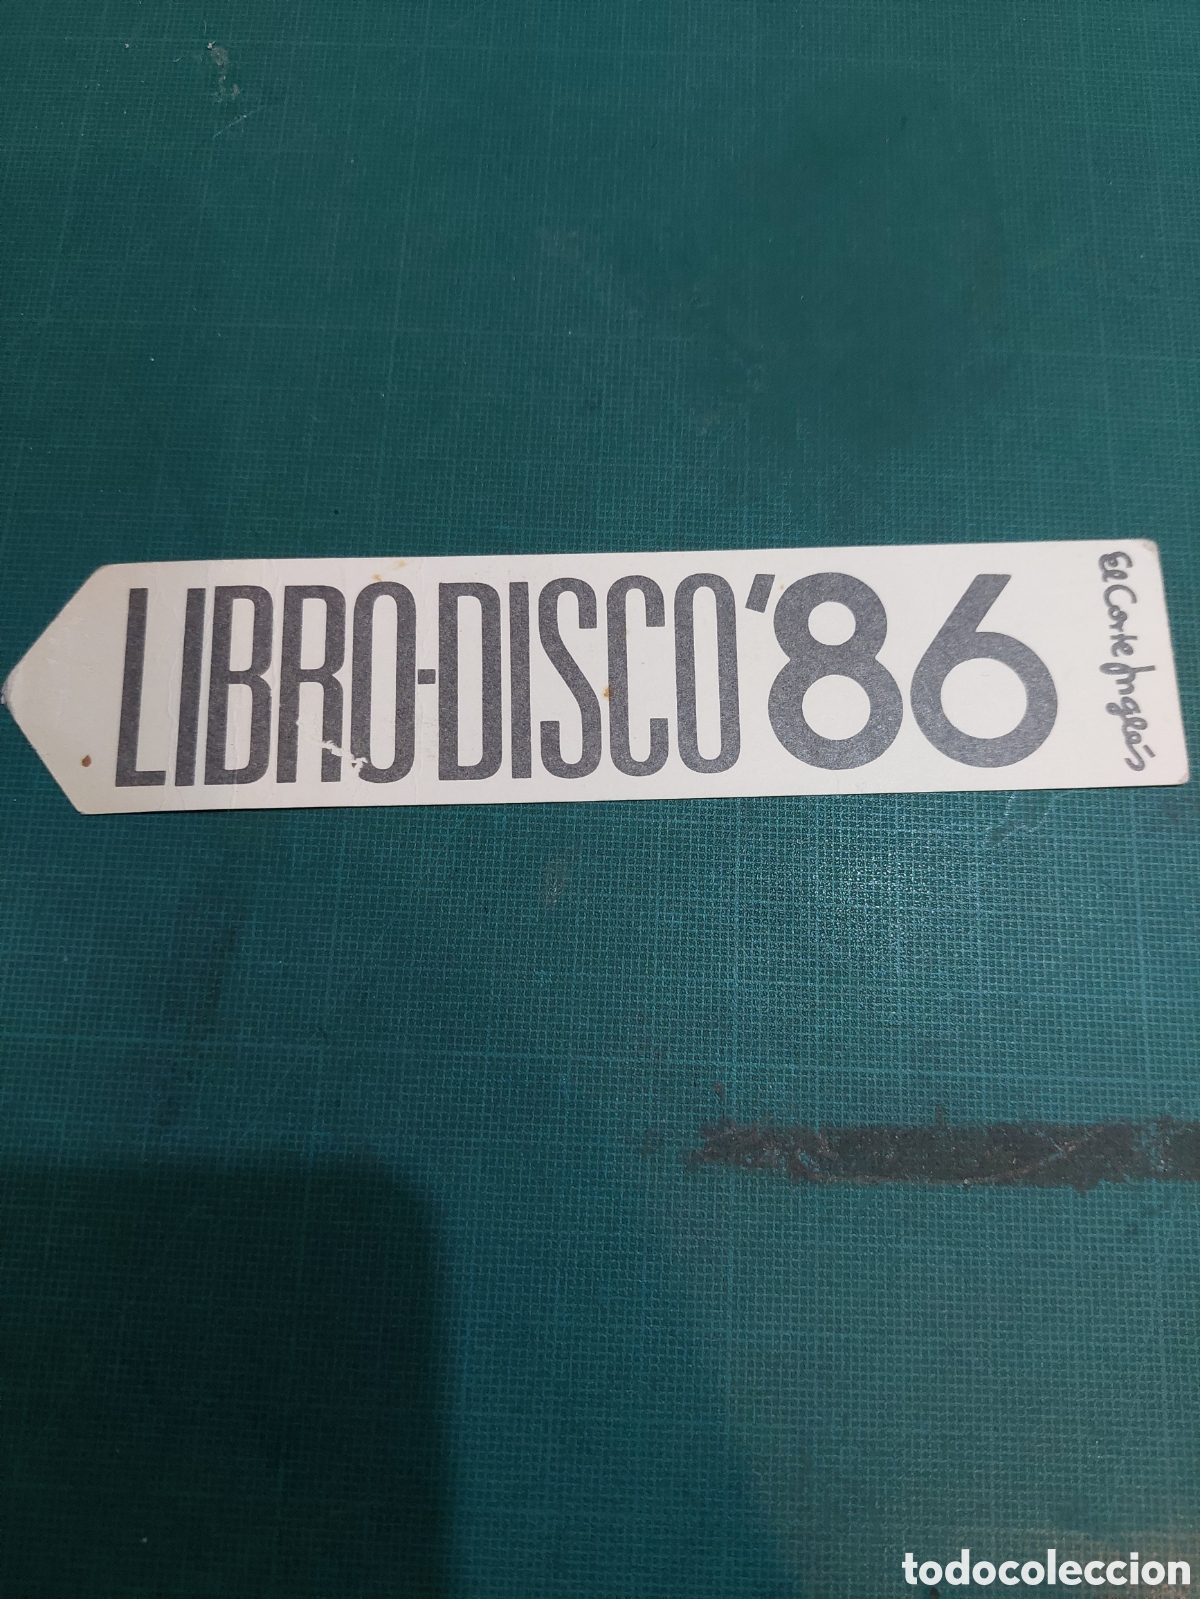 LIBRO-DISCO'86
El Corte Inglés
todocoleccion